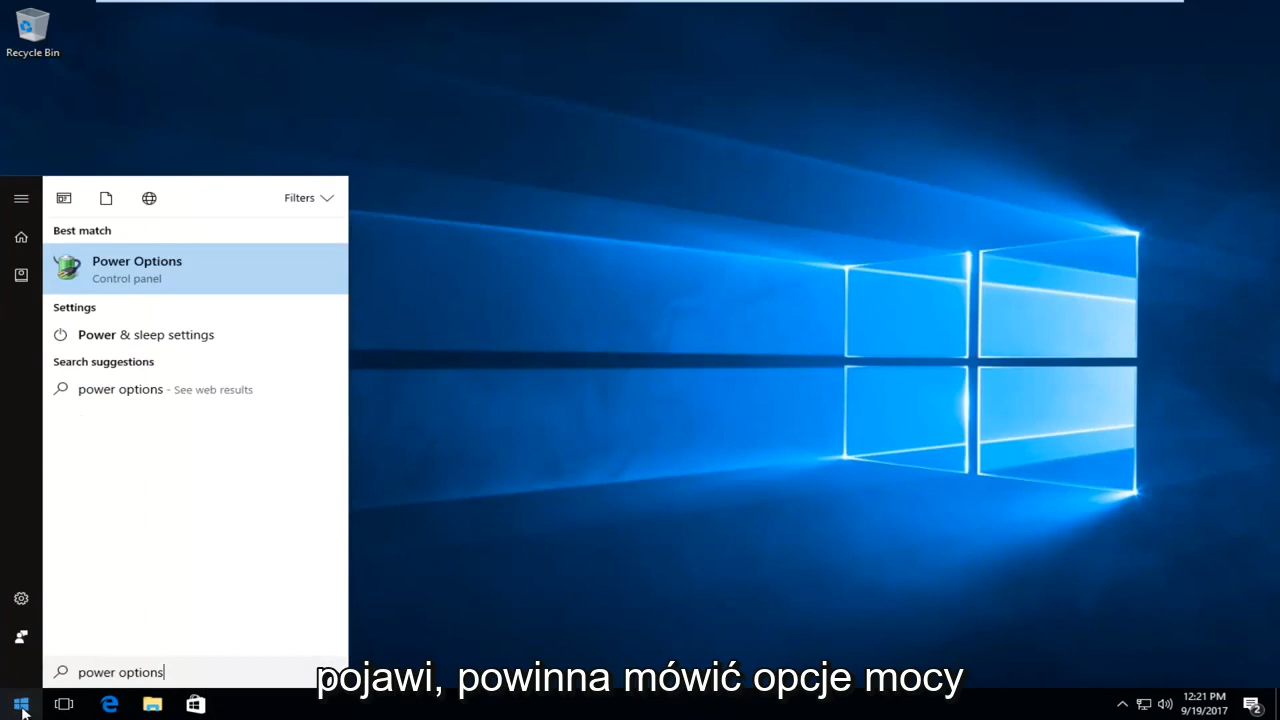 Recycle Bin
Filters
Best match
Power Options
Control panel
Settings
Power & sleep settings
Search suggestions
power options - See web results
power options
pojawi, powinna mówić opcje mocy
12:21 PM
9/19/2017
2